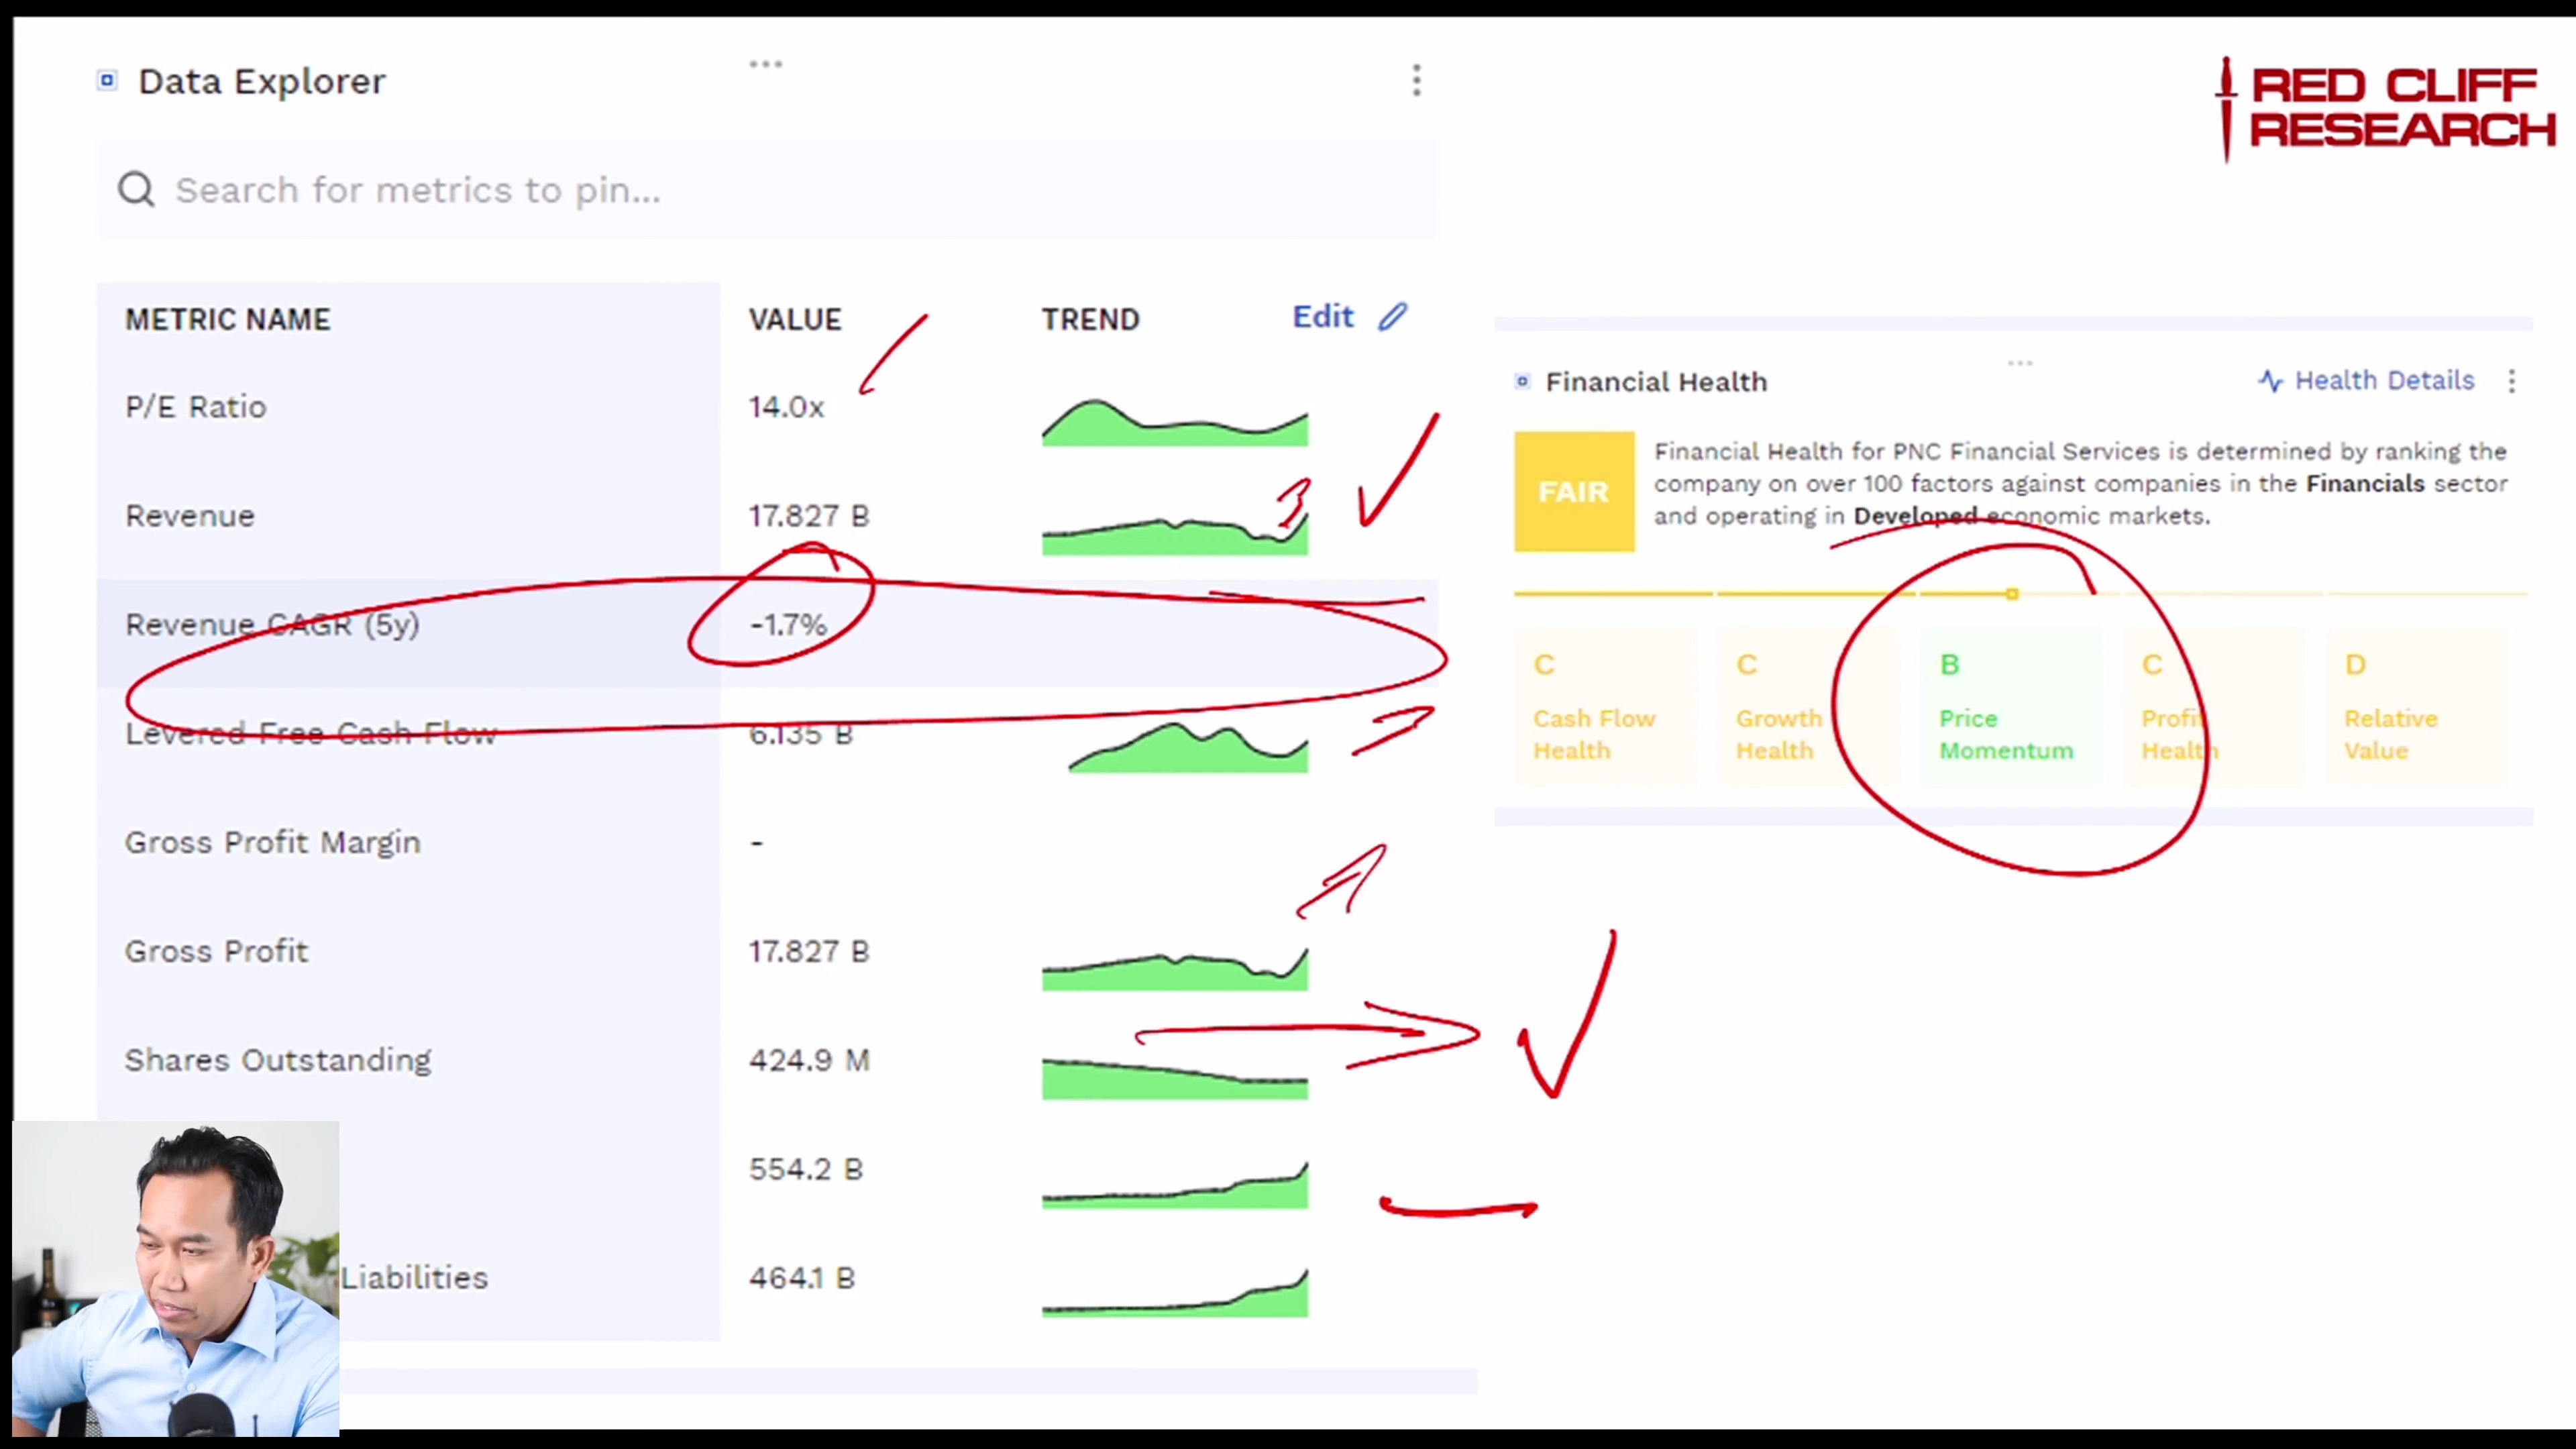 Data Explorer
Search for metrics to pin...
METRIC NAME VALUE TREND Edit
P/E Ratio 14.0x
Revenue 17.827 B
Revenue CAGR (5y) -1.7%
Levered Free Cash Flow 6.135 B
Gross Profit Margin -
Gross Profit 17.827 B
Shares Outstanding 424.9 M
554.2 B
Liabilities 464.1 B
RED CLIFF
RESEARCH
Financial Health
Health Details
FAIR
Financial Health for PNC Financial Services is determined by ranking the
company on over 100 factors against companies in the Financials sector
and operating in Developed economic markets.
C
Cash Flow
Health
C
Growth
Health
B
Price
Momentum
C
Profit
Health
D
Relative
Value